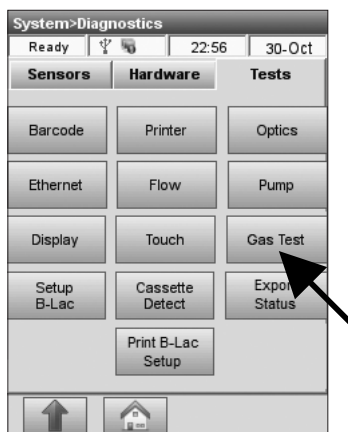 System>Diagnostics
Ready 22:56 30-Oct
Sensors Hardware Tests
Barcode Printer Optics
Ethernet Flow Pump
Display Touch Gas Test
Setup
B-Lac
Cassette
Detect
Status
Print B-Lac
Setup